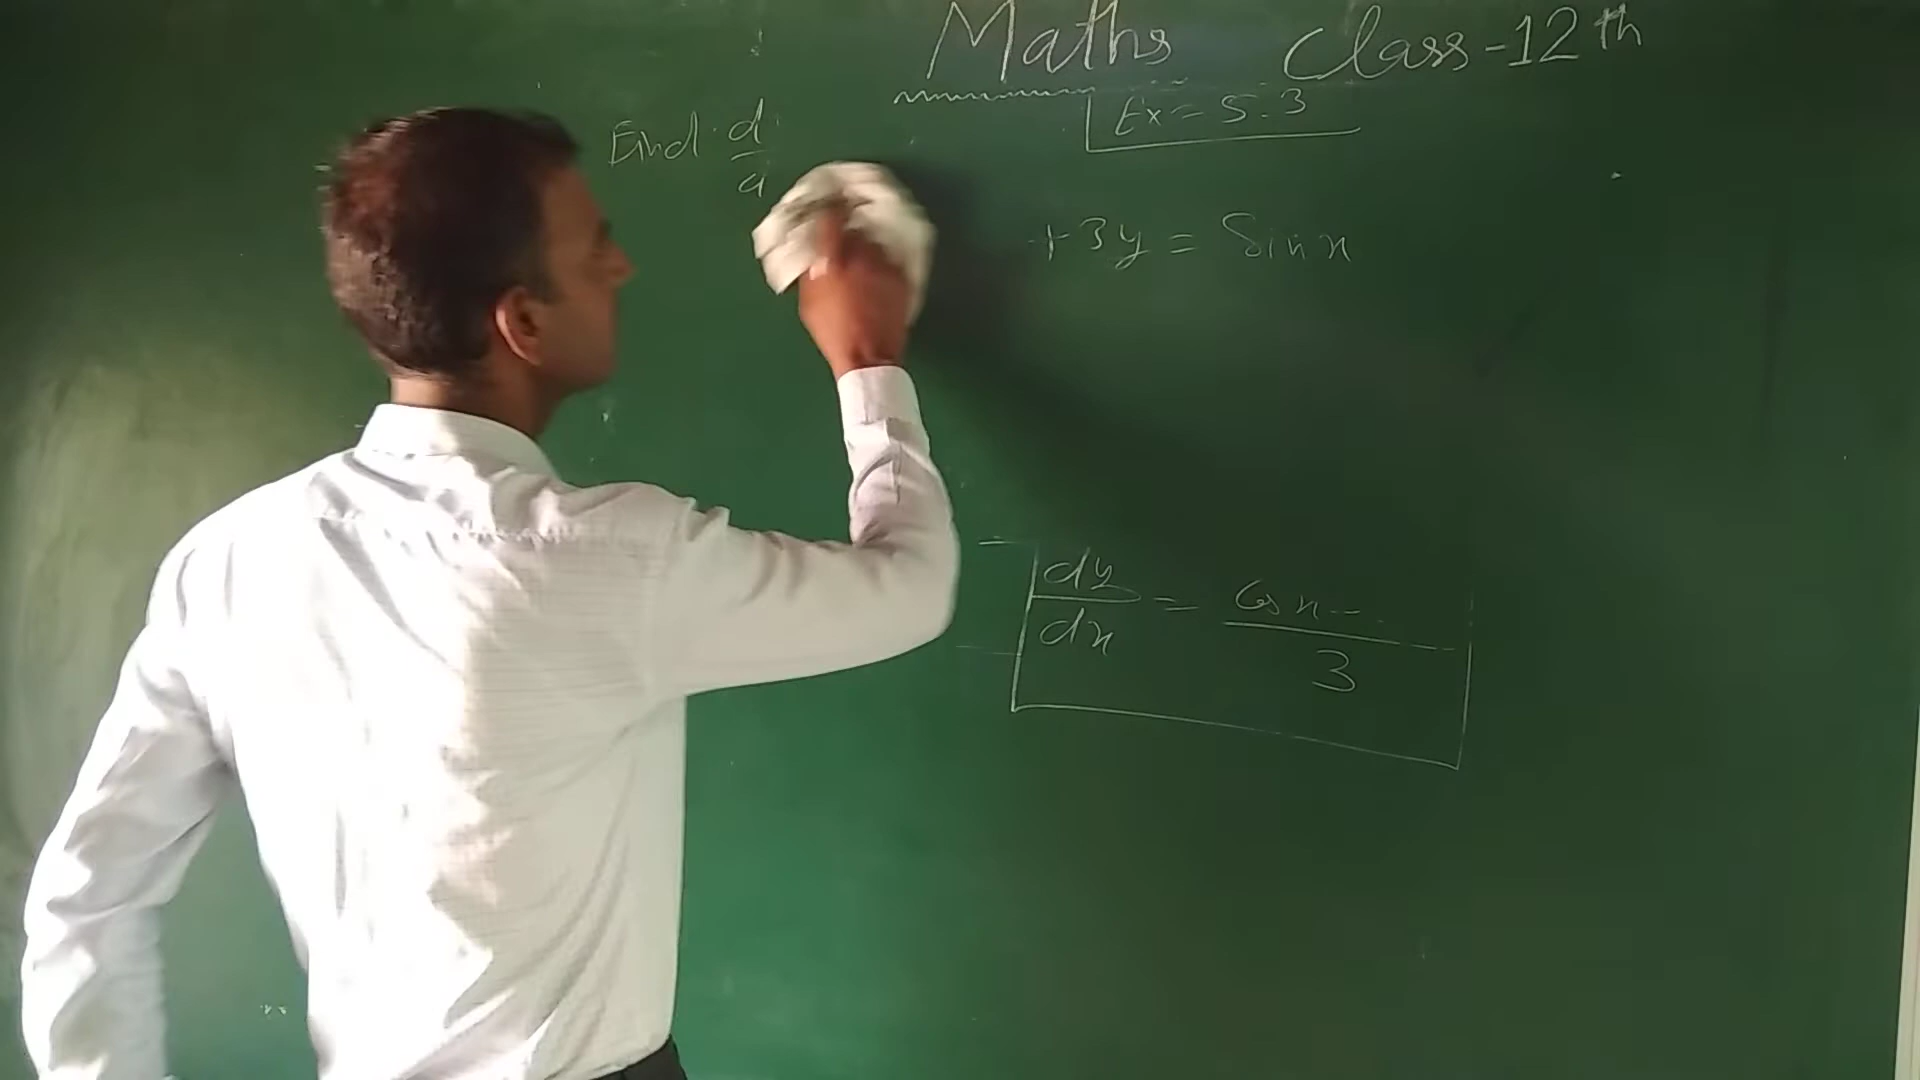 Maths Class-12th
Ex-5.3
Find d
+3y = Sin x
dy/dx = Cos x - / 3